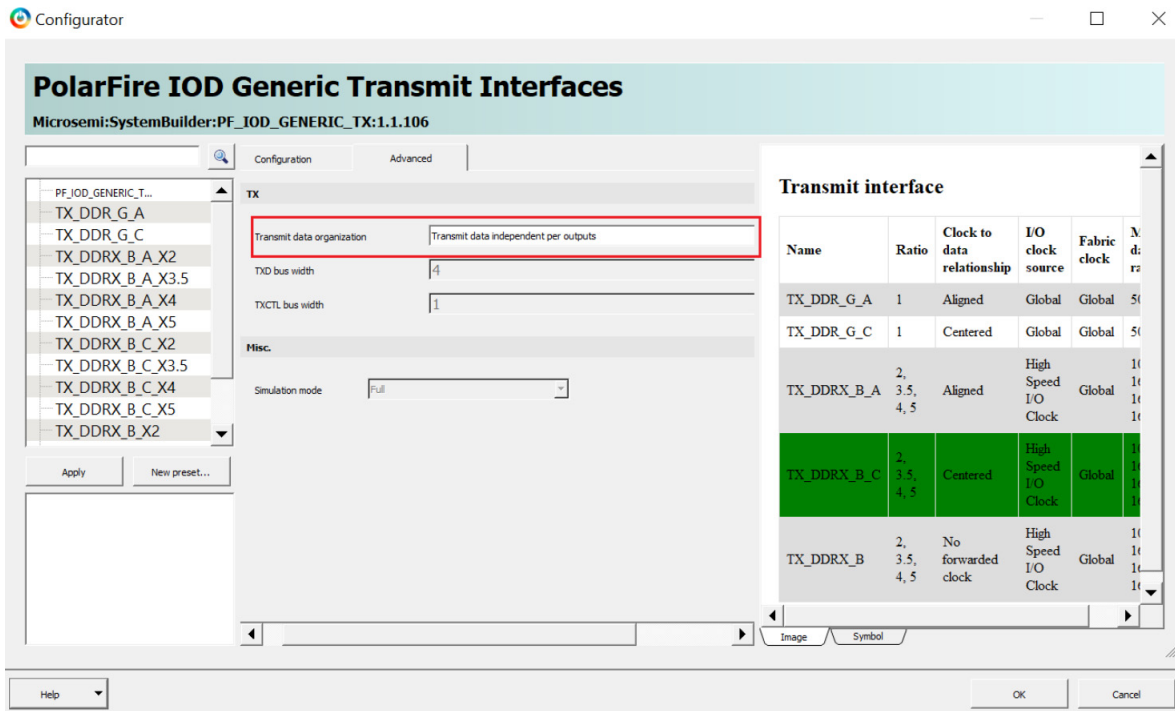 Configurator
PolarFire IOD Generic Transmit Interfaces
Microsemi:SystemBuilder:PF_IOD_GENERIC_TX:1.1.106
PF_IOD_GENERIC_T...
TX_DDR_G_A
TX_DDR_G_C
TX_DDRX_B_A_X2
TX_DDRX_B_A_X3.5
TX_DDRX_B_A_X4
TX_DDRX_B_A_X5
TX_DDRX_B_C_X2
TX_DDRX_B_C_X3.5
TX_DDRX_B_C_X4
TX_DDRX_B_C_X5
TX_DDRX_B_X2
Apply New preset...
Configuration Advanced
TX
Transmit data organization Transmit data independent per outputs
TXD bus width 4
TXCTL bus width 1
Misc.
Simulation mode Full
Transmit interface
Name Ratio Clock to data relationship I/O clock source Fabric clock
TX_DDR_G_A 1 Aligned Global Global
TX_DDR_G_C 1 Centered Global Global
TX_DDRX_B_A 2, 3.5, 4, 5 Aligned High Speed I/O Clock Global
TX_DDRX_B_C 2, 3.5, 4, 5 Centered High Speed I/O Clock Global
TX_DDRX_B 2, 3.5, 4, 5 No forwarded clock High Speed I/O Clock Global
Image Symbol
Help OK Cancel